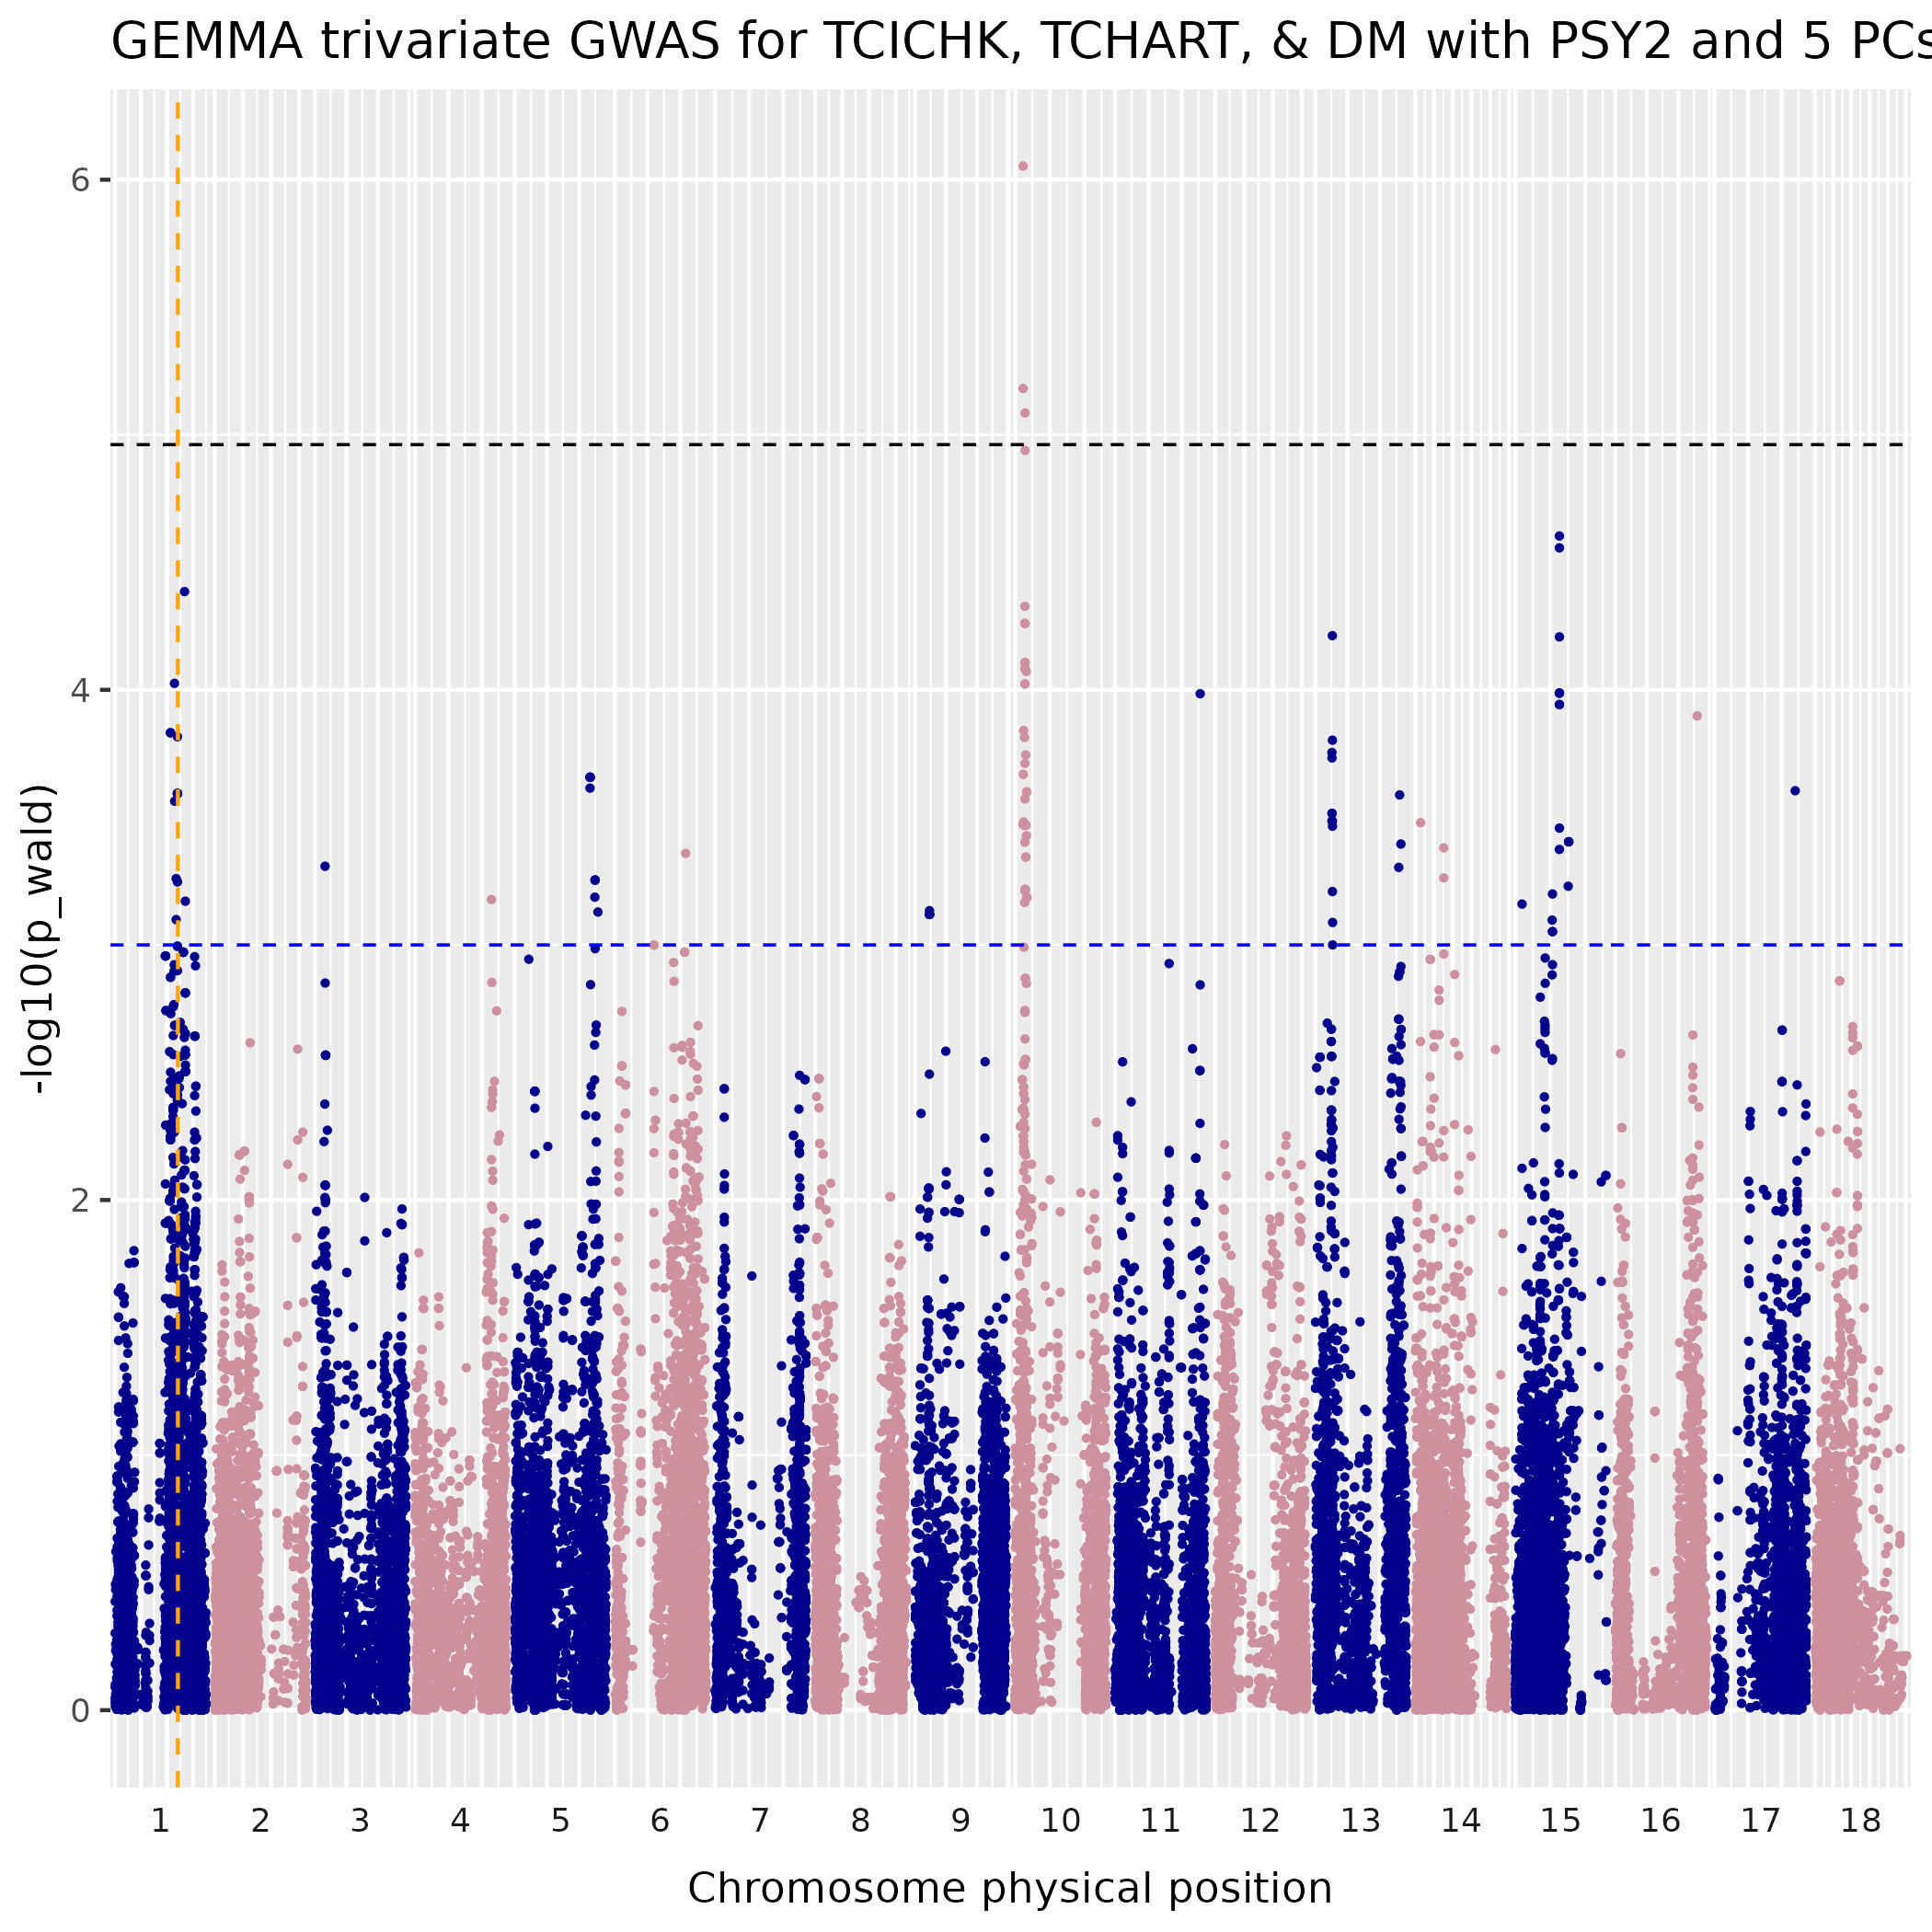 GEMMA trivariate GWAS for TCICHK, TCHART, & DM with PSY2 and 5 PCs
-log10(p_wald)
6
4
2
0
1 2 3 4 5 6 7 8 9 10 11 12 13 14 15 16 17 18
Chromosome physical position